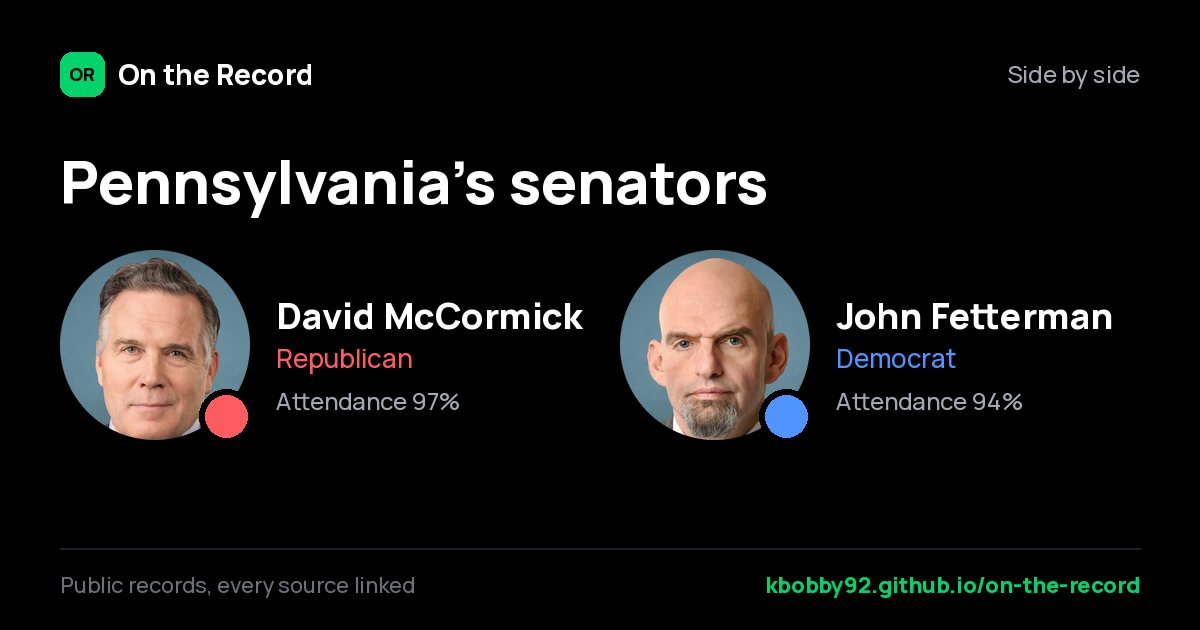 OR On the Record
Side by side
Pennsylvania’s senators
David McCormick
Republican
Attendance 97%
John Fetterman
Democrat
Attendance 94%
Public records, every source linked
kbobby92.github.io/on-the-record